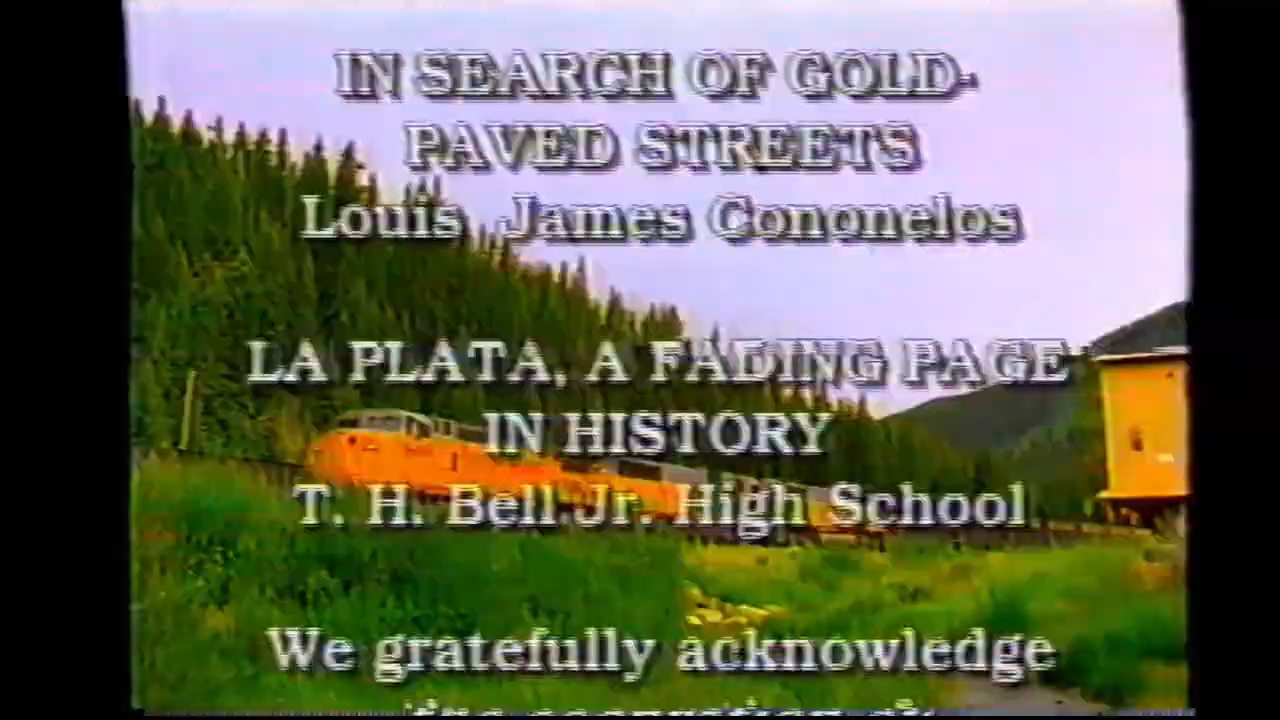 IN SEARCH OF GOLD-
PAVED STREETS
Louis James Cononelos
LA PLATA, A FADING PAGE
IN HISTORY
T. H. Bell Jr. High School
We gratefully acknowledge